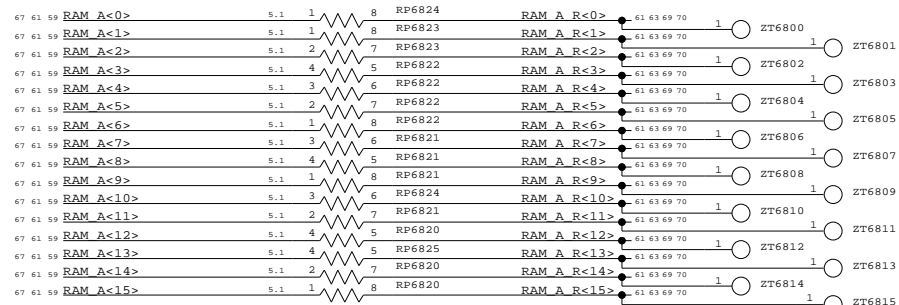 67 61 59 RAM_A<0> 5.1 1 8 RP6824 RAM_A_R<0> 61 63 69 70
1 ZT6800
67 61 59 RAM_A<1> 5.1 1 8 RP6823 RAM_A_R<1> 61 63 69 70
1 ZT6801
67 61 59 RAM_A<2> 5.1 2 7 RP6823 RAM_A_R<2> 61 63 69 70
1 ZT6802
67 61 59 RAM_A<3> 5.1 4 5 RP6822 RAM_A_R<3> 61 63 69 70
1 ZT6803
67 61 59 RAM_A<4> 5.1 3 6 RP6822 RAM_A_R<4> 61 63 69 70
1 ZT6804
67 61 59 RAM_A<5> 5.1 2 7 RP6822 RAM_A_R<5> 61 63 69 70
1 ZT6805
67 61 59 RAM_A<6> 5.1 1 8 RP6822 RAM_A_R<6> 61 63 69 70
1 ZT6806
67 61 59 RAM_A<7> 5.1 3 6 RP6821 RAM_A_R<7> 61 63 69 70
1 ZT6807
67 61 59 RAM_A<8> 5.1 4 5 RP6821 RAM_A_R<8> 61 63 69 70
1 ZT6808
67 61 59 RAM_A<9> 5.1 1 8 RP6821 RAM_A_R<9> 61 63 69 70
1 ZT6809
67 61 59 RAM_A<10> 5.1 3 6 RP6824 RAM_A_R<10> 61 63 69 70
1 ZT6810
67 61 59 RAM_A<11> 5.1 2 7 RP6821 RAM_A_R<11> 61 63 69 70
1 ZT6811
67 61 59 RAM_A<12> 5.1 4 5 RP6820 RAM_A_R<12> 61 63 69 70
1 ZT6812
67 61 59 RAM_A<13> 5.1 4 5 RP6825 RAM_A_R<13> 61 63 69 70
1 ZT6813
67 61 59 RAM_A<14> 5.1 2 7 RP6820 RAM_A_R<14> 61 63 69 70
1 ZT6814
67 61 59 RAM_A<15> 5.1 1 8 RP6820 RAM_A_R<15> 61 63 69 70
1 ZT6815